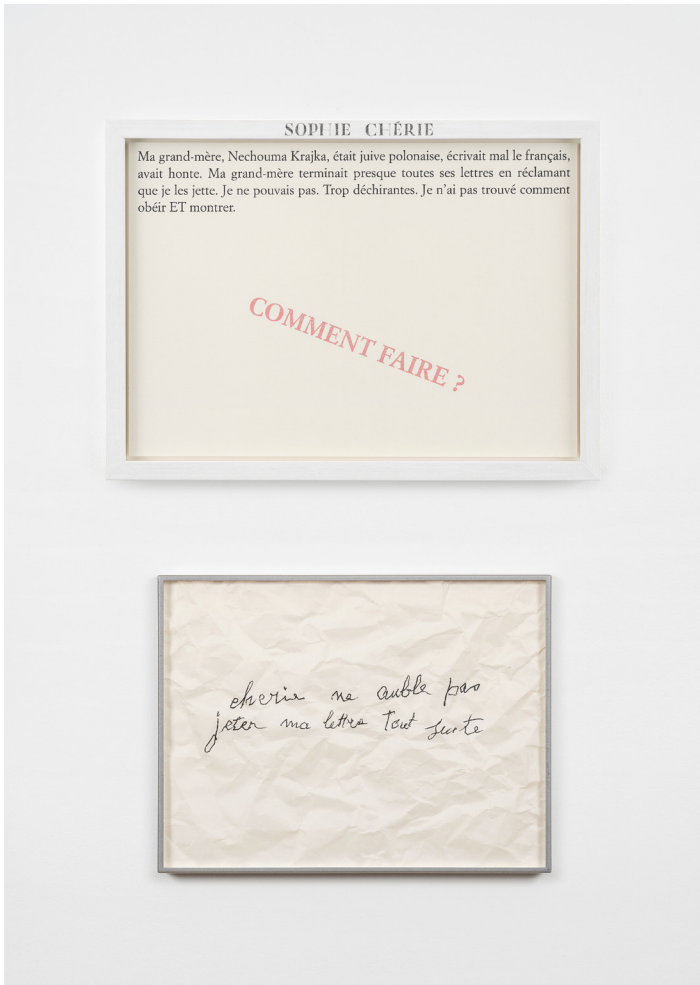 SOPHIE CHÉRIE
Ma grand-mère, Nechouma Krajka, était juive polonaise, écrivait mal le français,
avait honte. Ma grand-mère terminait presque toutes ses lettres en réclamant
que je les jette. Je ne pouvais pas. Trop déchirantes. Je n’ai pas trouvé comment
obéir ET montrer.
COMMENT FAIRE ?
cherie ne auble pas
jeter ma lettre tout suite